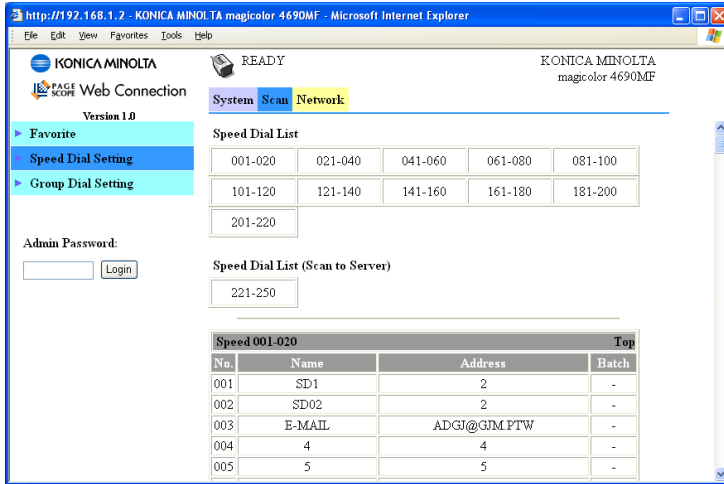 http://192.168.1.2 - KONICA MINOLTA magicolor 4690MF - Microsoft Internet Explorer
File Edit View Favorites Tools Help
KONICA MINOLTA
PAGE SCOPE Web Connection
Version 1.0
READY
KONICA MINOLTA
magicolor 4690MF
System Scan Network
Favorite
Speed Dial Setting
Group Dial Setting
Admin Password:
Login
Speed Dial List
001-020 021-040 041-060 061-080 081-100
101-120 121-140 141-160 161-180 181-200
201-220
Speed Dial List (Scan to Server)
221-250
Speed 001-020 Top
No. Name Address Batch
001 SD1 2 -
002 SD02 2 -
003 E-MAIL ADGJ@GJM.PTW -
004 4 4 -
005 5 5 -